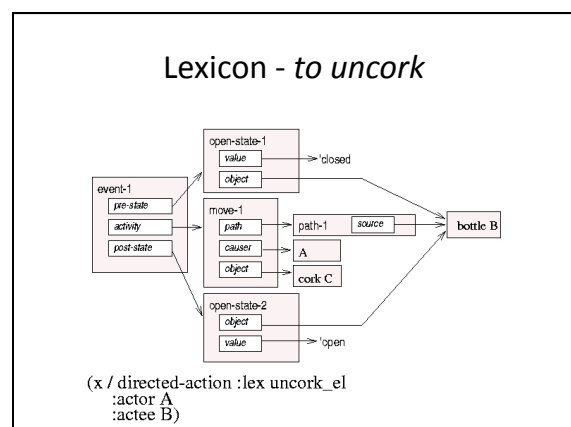 Lexicon - to uncork
open-state-1
value
'closed
object
event-1
pre-state
activity
post-state
move-1
path
causer
object
path-1
source
A
cork C
bottle B
open-state-2
object
value
'open
(x / directed-action :lex uncork_el
:actor A
:actee B)